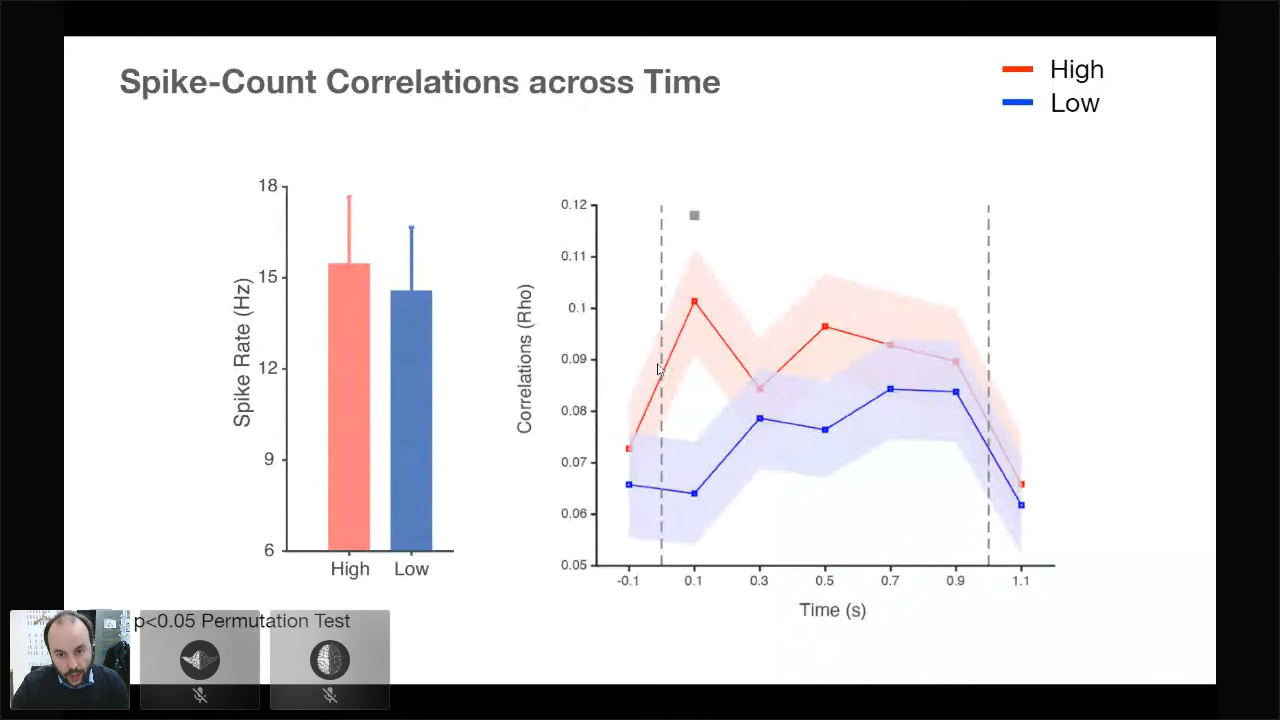 Spike-Count Correlations across Time
High
Low
18
15
12
9
6
Spike Rate (Hz)
High
Low
0.12
0.11
0.1
0.09
0.08
0.07
0.06
0.05
Correlations (Rho)
-0.1
0.1
0.3
0.5
0.7
0.9
1.1
Time (s)
p<0.05 Permutation Test